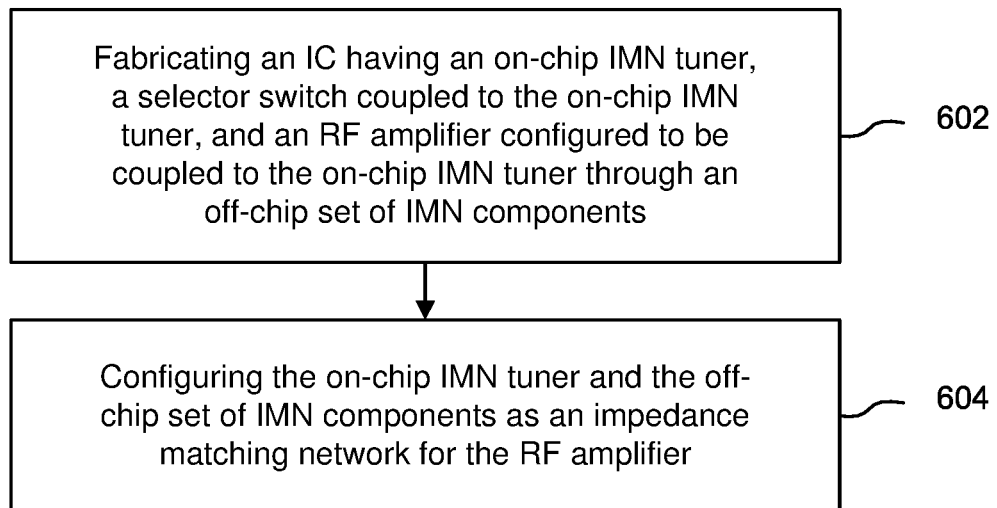 Fabricating an IC having an on-chip IMN tuner,
a selector switch coupled to the on-chip IMN
tuner, and an RF amplifier configured to be
coupled to the on-chip IMN tuner through an
off-chip set of IMN components
602
Configuring the on-chip IMN tuner and the off-
chip set of IMN components as an impedance
matching network for the RF amplifier
604